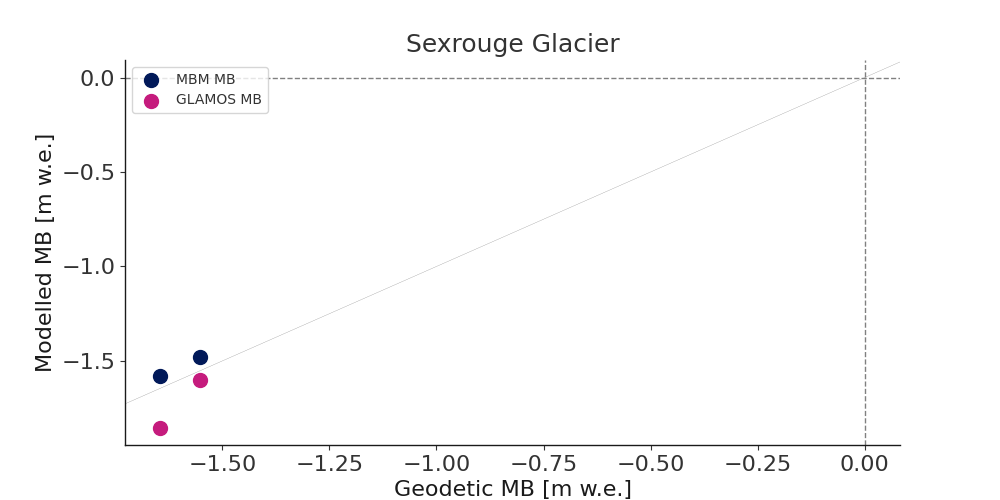 Sexrouge Glacier
MBM MB
GLAMOS MB
Modelled MB [m w.e.]
0.0
−0.5
−1.0
−1.5
−1.50
−1.25
−1.00
−0.75
−0.50
−0.25
0.00
Geodetic MB [m w.e.]